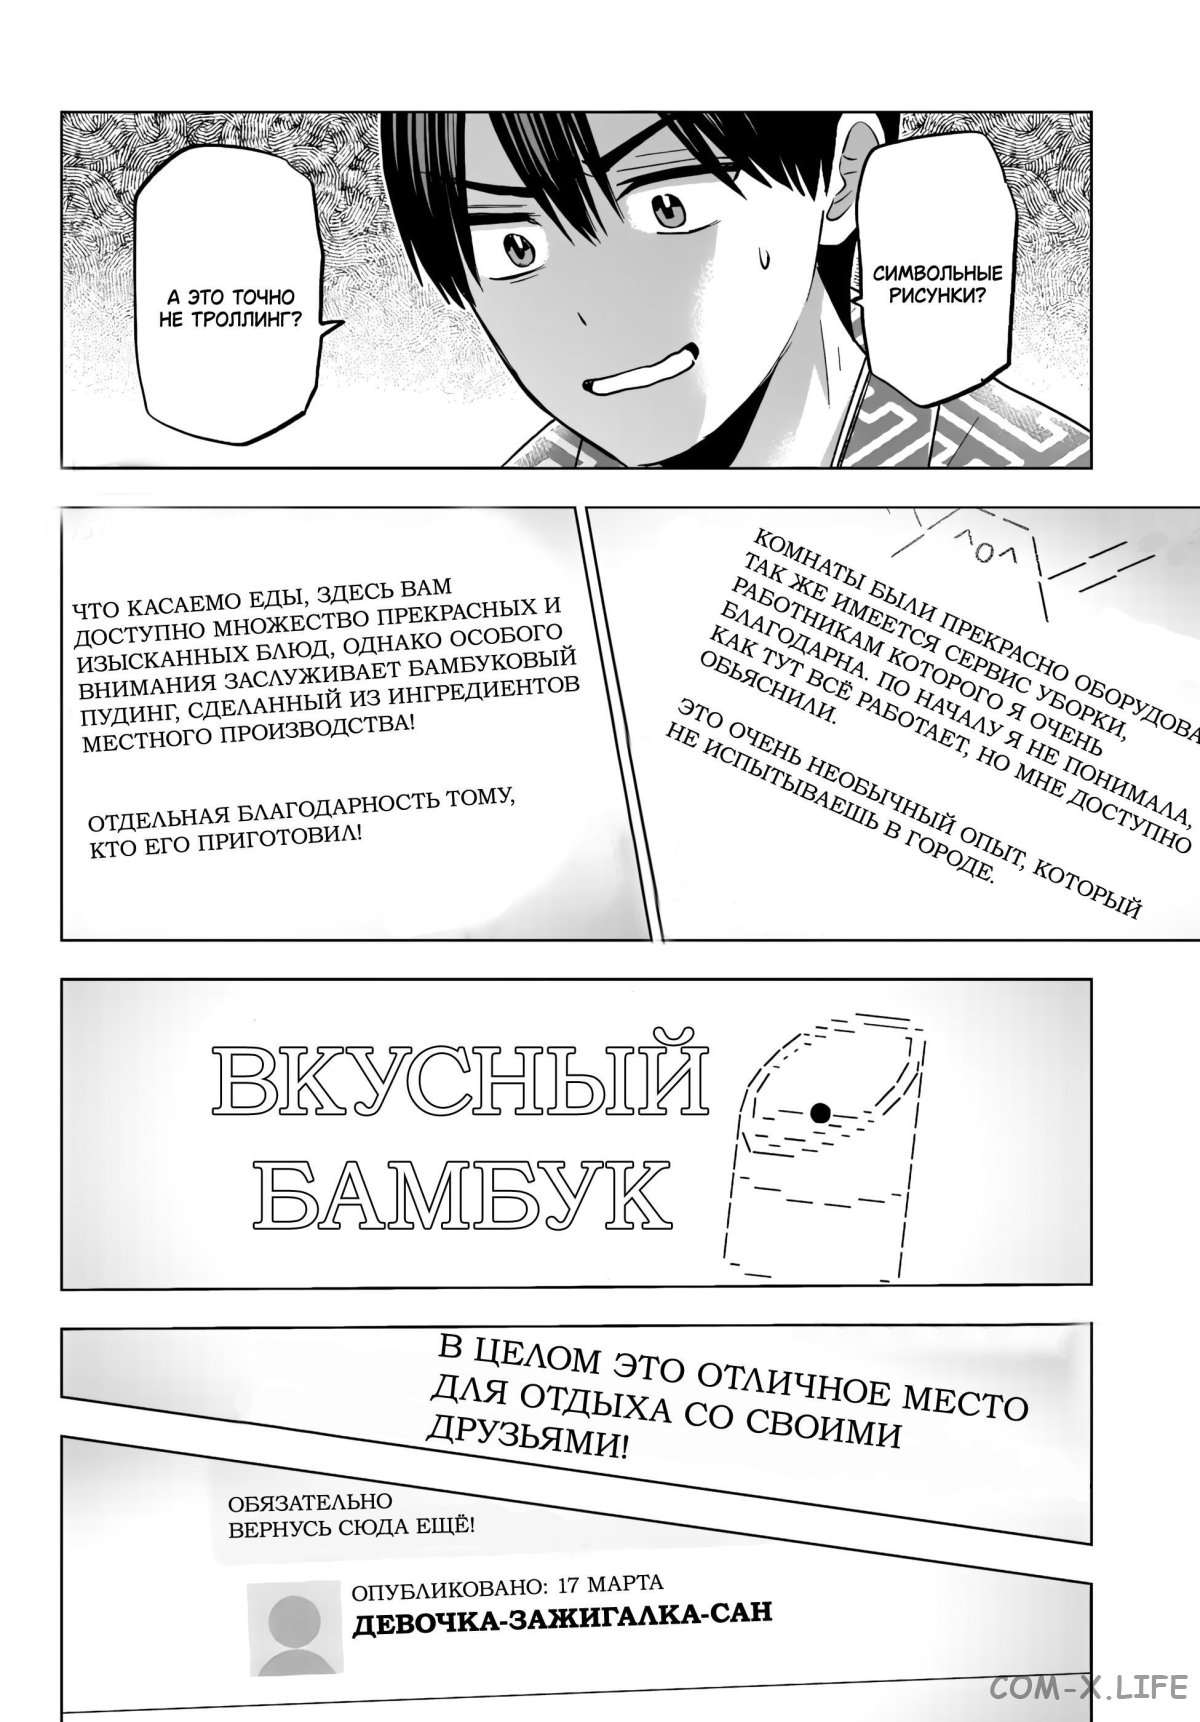 СИМВОЛЬНЫЕ
РИСУНКИ?
А ЭТО ТОЧНО
НЕ ТРОЛЛИНГ?
^O^
КОМНАТЫ БЫЛИ ПРЕКРАСНО ОБОРУДОВА
ТАК ЖЕ ИМЕЕТСЯ СЕРВИС УБОРКИ,
РАБОТНИКАМ КОТОРОГО Я ОЧЕНЬ
БЛАГОДАРНА. ПО НАЧАЛУ Я НЕ ПОНИМАЛА,
КАК ТУТ ВСЁ РАБОТАЕТ, НО МНЕ ДОСТУПНО
ОБЬЯСНИЛИ.
ЭТО ОЧЕНЬ НЕОБЫЧНЫЙ ОПЫТ, КОТОРЫЙ
НЕ ИСПЫТЫВАЕШЬ В ГОРОДЕ.
ЧТО КАСАЕМО ЕДЫ, ЗДЕСЬ ВАМ
ДОСТУПНО МНОЖЕСТВО ПРЕКРАСНЫХ И
ИЗЫСКАННЫХ БЛЮД, ОДНАКО ОСОБОГО
ВНИМАНИЯ ЗАСЛУЖИВАЕТ БАМБУКОВЫЙ
ПУДИНГ, СДЕЛАННЫЙ ИЗ ИНГРЕДИЕНТОВ
МЕСТНОГО ПРОИЗВОДСТВА!
ОТДЕЛЬНАЯ БЛАГОДАРНОСТЬ ТОМУ,
КТО ЕГО ПРИГОТОВИЛ!
ВКУСНЫЙ
БАМБУК
В ЦЕЛОМ ЭТО ОТЛИЧНОЕ МЕСТО
ДЛЯ ОТДЫХА СО СВОИМИ
ДРУЗЬЯМИ!
ОБЯЗАТЕЛЬНО
ВЕРНУСЬ СЮДА ЕЩЁ!
ОПУБЛИКОВАНО: 17 МАРТА
ДЕВОЧКА-ЗАЖИГАЛКА-САН
COM-X.LIFE